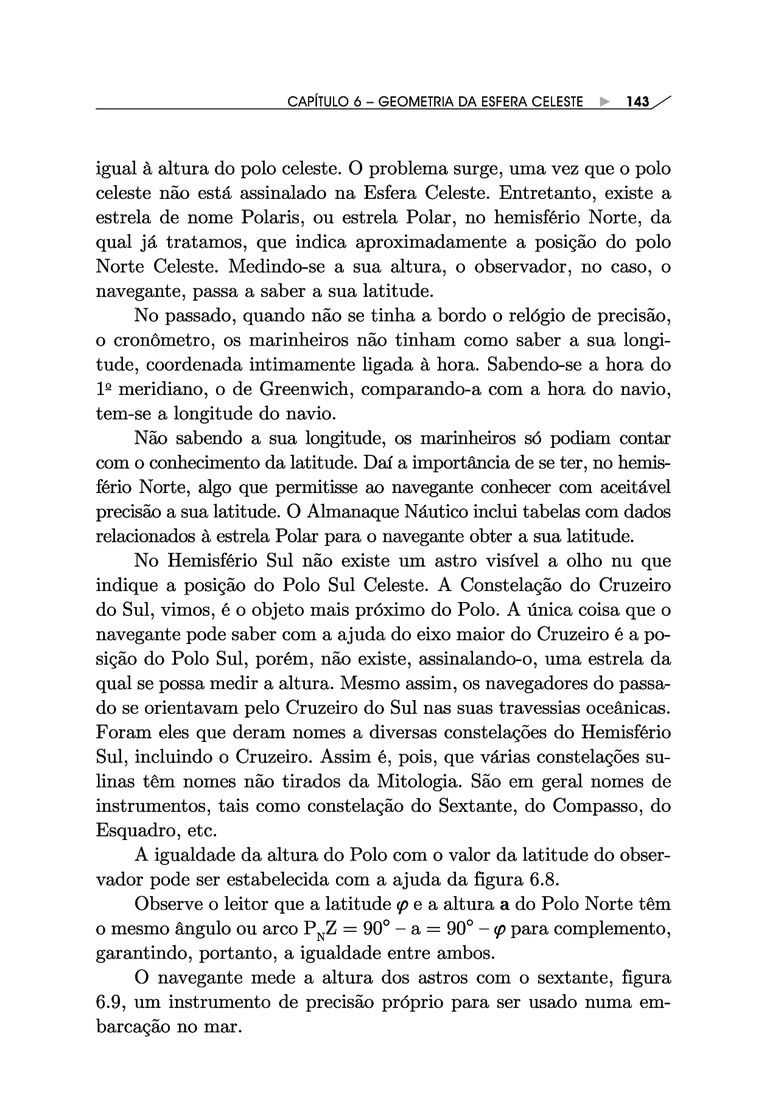 CAPÍTULO 6 – GEOMETRIA DA ESFERA CELESTE ▶ 143
igual à altura do polo celeste. O problema surge, uma vez que o polo
celeste não está assinalado na Esfera Celeste. Entretanto, existe a
estrela de nome Polaris, ou estrela Polar, no hemisfério Norte, da
qual já tratamos, que indica aproximadamente a posição do polo
Norte Celeste. Medindo-se a sua altura, o observador, no caso, o
navegante, passa a saber a sua latitude.
No passado, quando não se tinha a bordo o relógio de precisão,
o cronômetro, os marinheiros não tinham como saber a sua longi-
tude, coordenada intimamente ligada à hora. Sabendo-se a hora do
1º meridiano, o de Greenwich, comparando-a com a hora do navio,
tem-se a longitude do navio.
Não sabendo a sua longitude, os marinheiros só podiam contar
com o conhecimento da latitude. Daí a importância de se ter, no hemis-
fério Norte, algo que permitisse ao navegante conhecer com aceitável
precisão a sua latitude. O Almanaque Náutico inclui tabelas com dados
relacionados à estrela Polar para o navegante obter a sua latitude.
No Hemisfério Sul não existe um astro visível a olho nu que
indique a posição do Polo Sul Celeste. A Constelação do Cruzeiro
do Sul, vimos, é o objeto mais próximo do Polo. A única coisa que o
navegante pode saber com a ajuda do eixo maior do Cruzeiro é a po-
sição do Polo Sul, porém, não existe, assinalando-o, uma estrela da
qual se possa medir a altura. Mesmo assim, os navegadores do passa-
do se orientavam pelo Cruzeiro do Sul nas suas travessias oceânicas.
Foram eles que deram nomes a diversas constelações do Hemisfério
Sul, incluindo o Cruzeiro. Assim é, pois, que várias constelações su-
linas têm nomes não tirados da Mitologia. São em geral nomes de
instrumentos, tais como constelação do Sextante, do Compasso, do
Esquadro, etc.
A igualdade da altura do Polo com o valor da latitude do obser-
vador pode ser estabelecida com a ajuda da figura 6.8.
Observe o leitor que a latitude φ e a altura a do Polo Norte têm
o mesmo ângulo ou arco P_NZ = 90° – a = 90° – φ para complemento,
garantindo, portanto, a igualdade entre ambos.
O navegante mede a altura dos astros com o sextante, figura
6.9, um instrumento de precisão próprio para ser usado numa em-
barcação no mar.